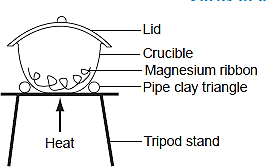 Lid
Crucible
Magnesium ribbon
Pipe clay triangle
Heat
Tripod stand